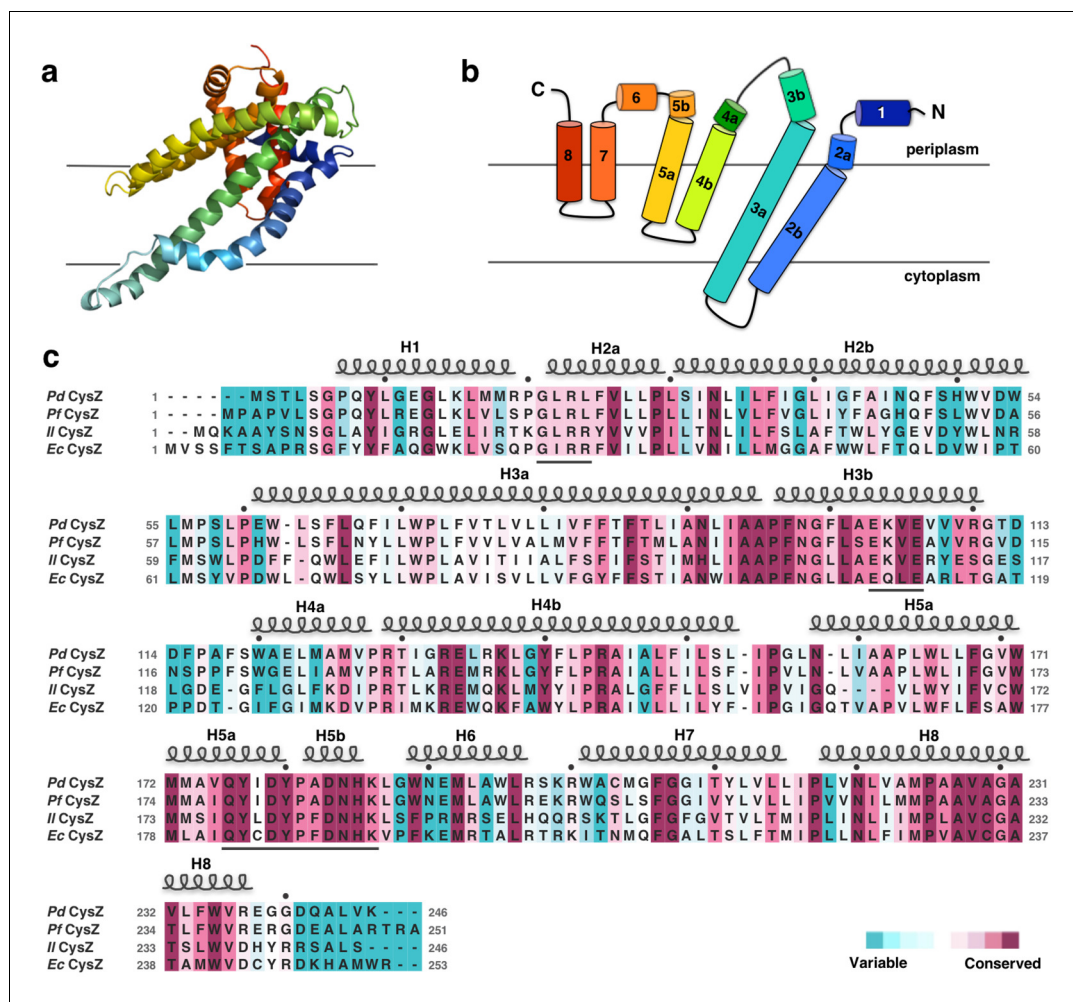 a
b
C
8
7
6
5b
5a
4a
4b
3b
3a
2a
2b
1
N
periplasm
cytoplasm
c
H1 H2a H2b
Pd CysZ 1 - - - - - - M S T L S G P Q Y L G E G L K L M M R P G L R L F V L L P L S I N L I L F I G L I G F A I N Q F S H W V D W 54
Pf CysZ 1 - - - - M P A P V L S G P Q Y L R E G L K L V L S P G L R L F V L L P L L I N L I L F V G L I Y F A G H Q F S L W V D A 56
Il CysZ 1 - - M Q K A A Y S N S G L A Y I G R G L E L I R T K G L R R Y V V V P I L T N L I L F S L A F T W L Y G E V D Y W L N R 58
Ec CysZ 1 M V S S F T S A P R S G F Y Y F A Q G W K L V S Q P G I R R F V I L P L L V N I L L M G G A F W W L F T Q L D V W I P T 60
H3a H3b
Pd CysZ 55 L M P S L P E W - L S F L Q F I L W P L F V T L V L L I V F F T F T L I A N L I A A P F N G F L A E K V E V V V R G T D 113
Pf CysZ 57 L M P S L P H W - L S F L N Y L L W P L F V V L V A L M V F F T F T M L A N I I A A P F N G F L S E K V E V V V R G V D 115
Il CysZ 59 F M S W L P D F F - Q W L E F I L W P L A V I T I I A L F S F I F S T I M H L I A A P F N G L L A E K V E R V E S G E S 117
Ec CysZ 61 L M S Y V P D W L - Q W L S Y L L W P L A V I S V L L V F G Y F F S T I A N W I A A P F N G L L A E Q L E A R L T G A T 119
H4a H4b H5a
Pd CysZ 114 D F P A F S W A E L M A M V P R T I G R E L R K L G Y F L P R A I A L F I L S L - I P G L N - L I A A P L W L L F G V W 171
Pf CysZ 116 N S P P F S W G E L I A M V P R T L A R E M R K L G Y F L P R A I A L L I L S F - I P V L N - L I A A P L W L L F G V W 173
Il CysZ 118 L G D E - G F L G L F K D I P R T L K R E M Q K L M Y Y I P R A L G F F L L S L V I P V I G Q - - - - V L W Y I F V C W 172
Ec CysZ 120 P P D T - G I F G I M K D V P R I M K R E W Q K F A W Y L P R A I V L L I L Y F - I P G I G Q T V A P V L W F L F S A W 177
H5a H5b H6 H7 H8
Pd CysZ 172 M M A V Q Y I D Y P A D N H K L G W N E M L A W L R S K R W A C M G F G G I T Y L V L L I P L V N L V A M P A A V A G A 231
Pf CysZ 174 M M A I Q Y I D Y P A D N H K L G W N E M L A W L R E K R W Q S L S F G G I V Y L V L L I P V V N I L M M P A A V A G A 233
Il CysZ 173 M M S I Q Y L D Y P M D N H K V S F P R M R S E L H Q Q R S K T L G F G F G V T V L T M I P L I N L I I M P A A V C G A 232
Ec CysZ 178 M L A I Q Y C D Y P F D N H K V P F K E M R T A L R T R K I T N M Q F G A L T S L F T M I P L L N L F I M P V A V C G A 237
H8
Pd CysZ 232 V L F W V R E G G D Q A L V K - - - 246
Pf CysZ 234 T L F W V R E R G D E A L A R T R A 251
Il CysZ 233 T S L W V D H Y R R S A L S - - - - 246
Ec CysZ 238 T A M W V D C Y R D K H A M W R - - 253
Variable Conserved